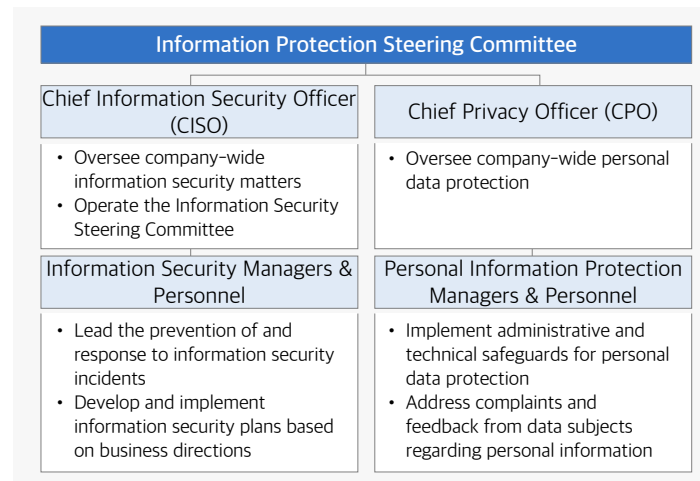 Information Protection Steering Committee
Chief Information Security Officer
(CISO)
• Oversee company-wide
information security matters
• Operate the Information Security
Steering Committee
Chief Privacy Officer (CPO)
• Oversee company-wide personal
data protection
Information Security Managers &
Personnel
• Lead the prevention of and
response to information security
incidents
• Develop and implement
information security plans based
on business directions
Personal Information Protection
Managers & Personnel
• Implement administrative and
technical safeguards for personal
data protection
• Address complaints and
feedback from data subjects
regarding personal information